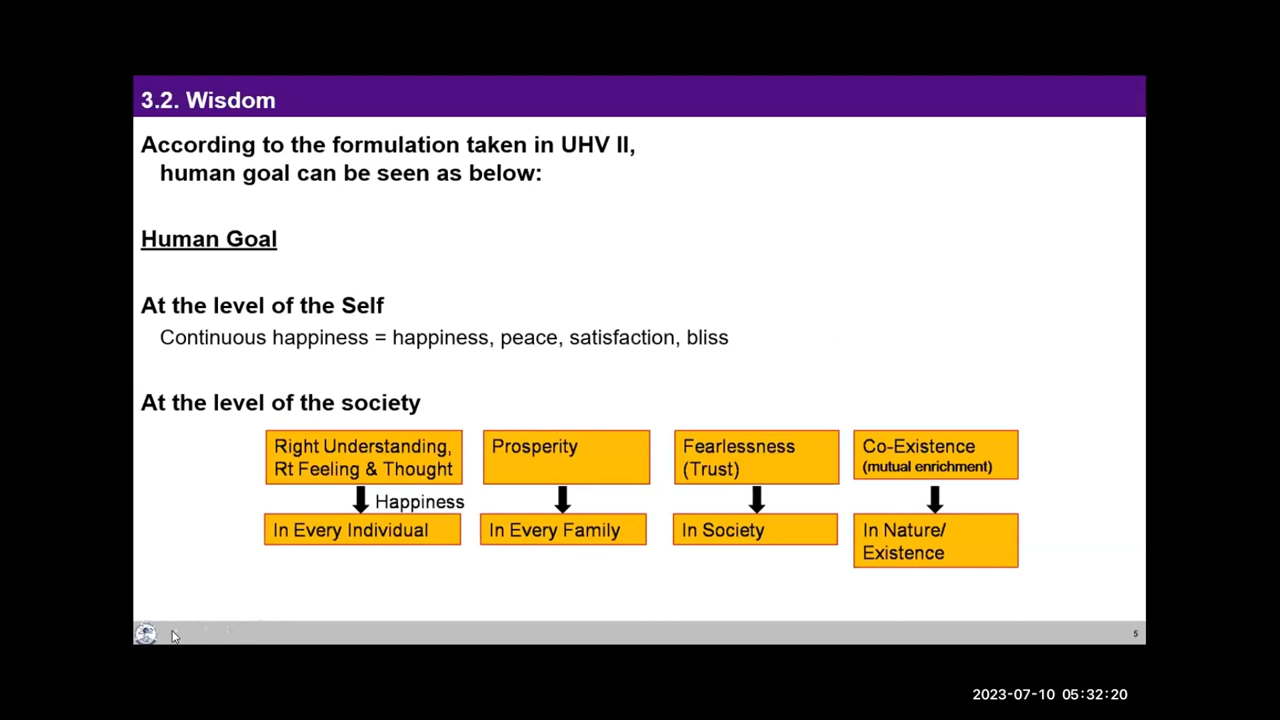 3.2. Wisdom
According to the formulation taken in UHV II,
human goal can be seen as below:
Human Goal
At the level of the Self
Continuous happiness = happiness, peace, satisfaction, bliss
At the level of the society
Right Understanding,
Rt Feeling & Thought
Happiness
In Every Individual
Prosperity
In Every Family
Fearlessness
(Trust)
In Society
Co-Existence
(mutual enrichment)
In Nature/
Existence
5
2023-07-10 05:32:20